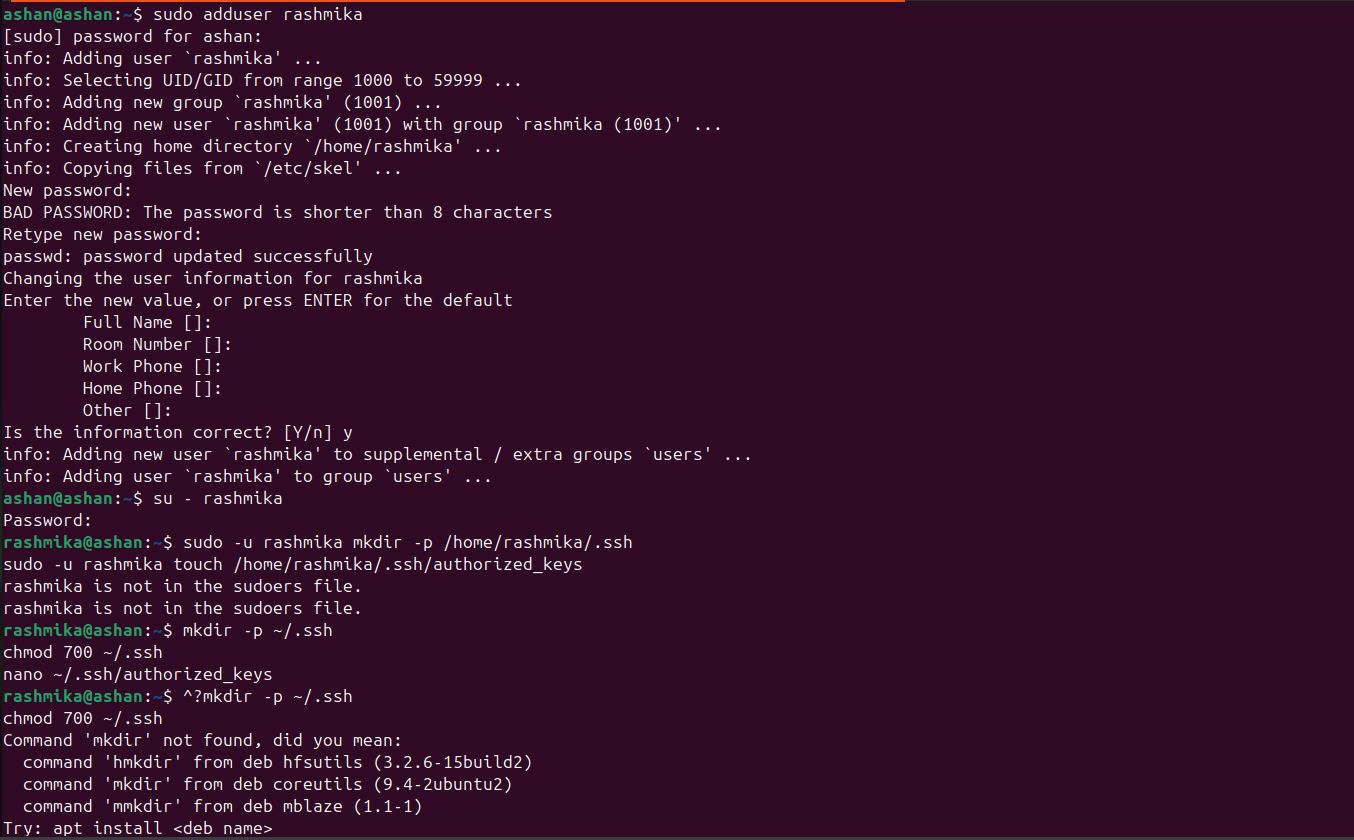 ashan@ashan:~$ sudo adduser rashmika
[sudo] password for ashan:
info: Adding user `rashmika' ...
info: Selecting UID/GID from range 1000 to 59999 ...
info: Adding new group `rashmika' (1001) ...
info: Adding new user `rashmika' (1001) with group `rashmika (1001)' ...
info: Creating home directory `/home/rashmika' ...
info: Copying files from `/etc/skel' ...
New password:
BAD PASSWORD: The password is shorter than 8 characters
Retype new password:
passwd: password updated successfully
Changing the user information for rashmika
Enter the new value, or press ENTER for the default
        Full Name []:
        Room Number []:
        Work Phone []:
        Home Phone []:
        Other []:
Is the information correct? [Y/n] y
info: Adding new user `rashmika' to supplemental / extra groups `users' ...
info: Adding user `rashmika' to group `users' ...
ashan@ashan:~$ su - rashmika
Password:
rashmika@ashan:~$ sudo -u rashmika mkdir -p /home/rashmika/.ssh
sudo -u rashmika touch /home/rashmika/.ssh/authorized_keys
rashmika is not in the sudoers file.
rashmika is not in the sudoers file.
rashmika@ashan:~$ mkdir -p ~/.ssh
chmod 700 ~/.ssh
nano ~/.ssh/authorized_keys
rashmika@ashan:~$ ^?mkdir -p ~/.ssh
chmod 700 ~/.ssh
Command 'mkdir' not found, did you mean:
  command 'hmkdir' from deb hfsutils (3.2.6-15build2)
  command 'mkdir' from deb coreutils (9.4-2ubuntu2)
  command 'mmkdir' from deb mblaze (1.1-1)
Try: apt install <deb name>